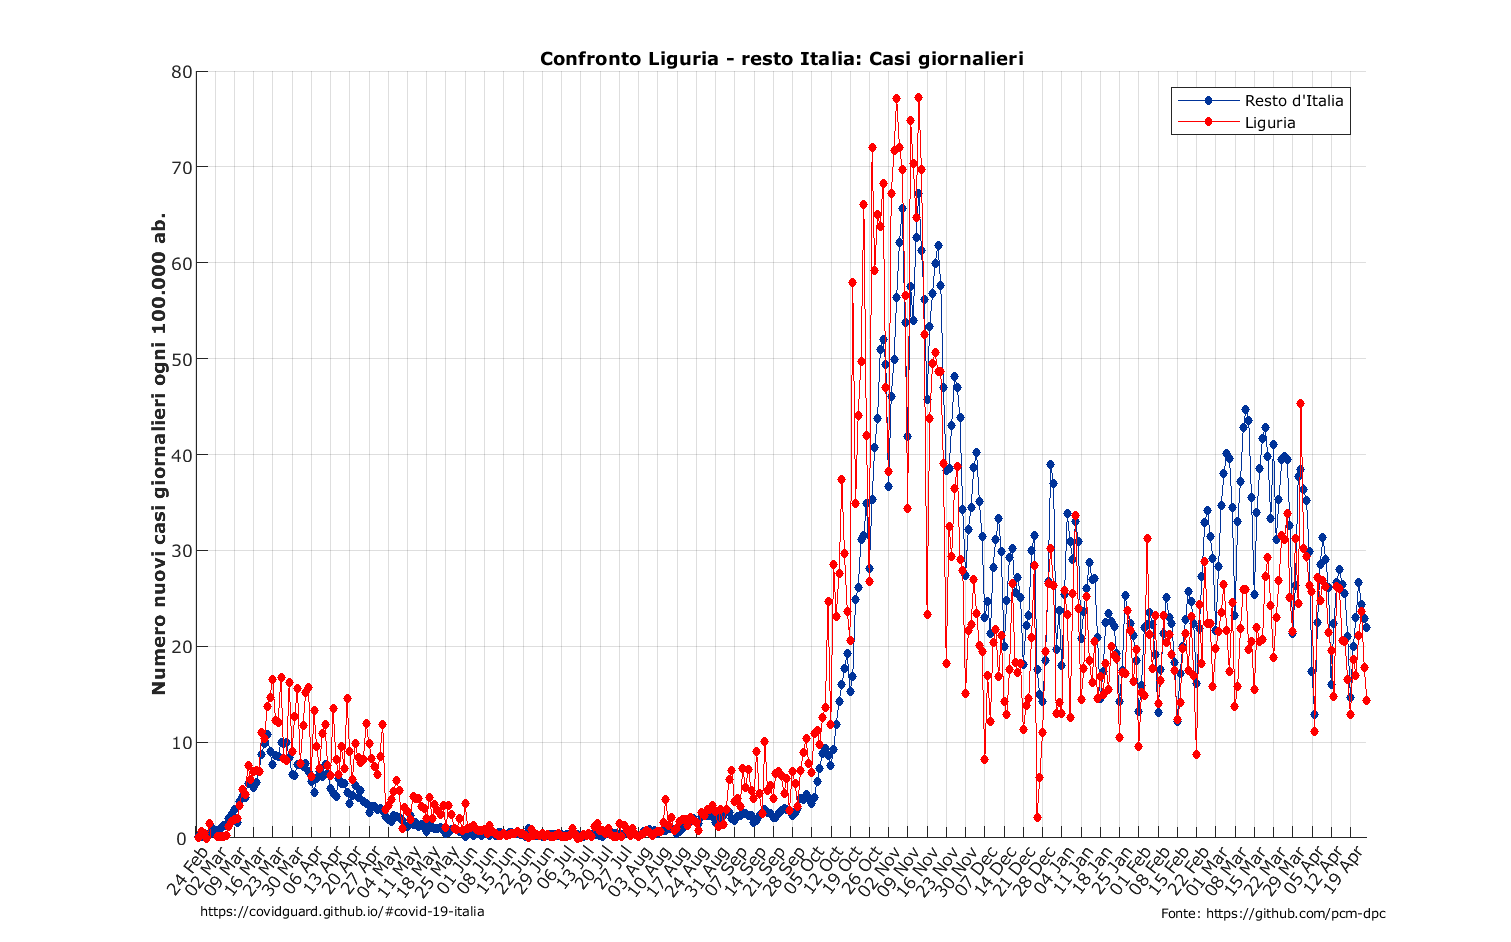 Confronto Liguria - resto Italia: Casi giornalieri
Numero nuovi casi giornalieri ogni 100.000 ab.
80
70
60
50
40
30
20
10
0
Resto d'Italia
Liguria
24 Feb
02 Mar
09 Mar
16 Mar
23 Mar
30 Mar
06 Apr
13 Apr
20 Apr
27 Apr
04 May
11 May
18 May
25 May
01 Jun
08 Jun
15 Jun
22 Jun
29 Jun
06 Jul
13 Jul
20 Jul
27 Jul
03 Aug
10 Aug
17 Aug
24 Aug
31 Aug
07 Sep
14 Sep
21 Sep
28 Sep
05 Oct
12 Oct
19 Oct
26 Oct
02 Nov
09 Nov
16 Nov
23 Nov
30 Nov
07 Dec
14 Dec
21 Dec
28 Dec
04 Jan
11 Jan
18 Jan
25 Jan
01 Feb
08 Feb
15 Feb
22 Feb
01 Mar
08 Mar
15 Mar
22 Mar
29 Mar
05 Apr
12 Apr
19 Apr
https://covidguard.github.io/#covid-19-italia
Fonte: https://github.com/pcm-dpc